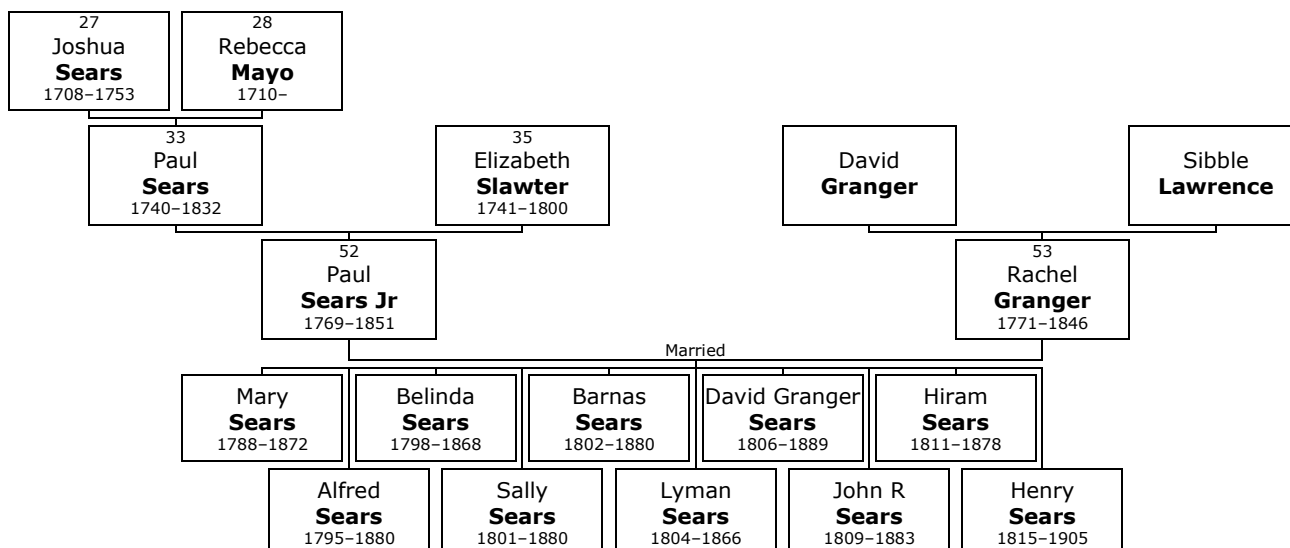 27
Joshua
Sears
1708–1753
28
Rebecca
Mayo
1710–
33
Paul
Sears
1740–1832
35
Elizabeth
Slawter
1741–1800
David
Granger
Sibble
Lawrence
52
Paul
Sears Jr
1769–1851
53
Rachel
Granger
1771–1846
Married
Mary
Sears
1788–1872
Belinda
Sears
1798–1868
Barnas
Sears
1802–1880
David Granger
Sears
1806–1889
Hiram
Sears
1811–1878
Alfred
Sears
1795–1880
Sally
Sears
1801–1880
Lyman
Sears
1804–1866
John R
Sears
1809–1883
Henry
Sears
1815–1905